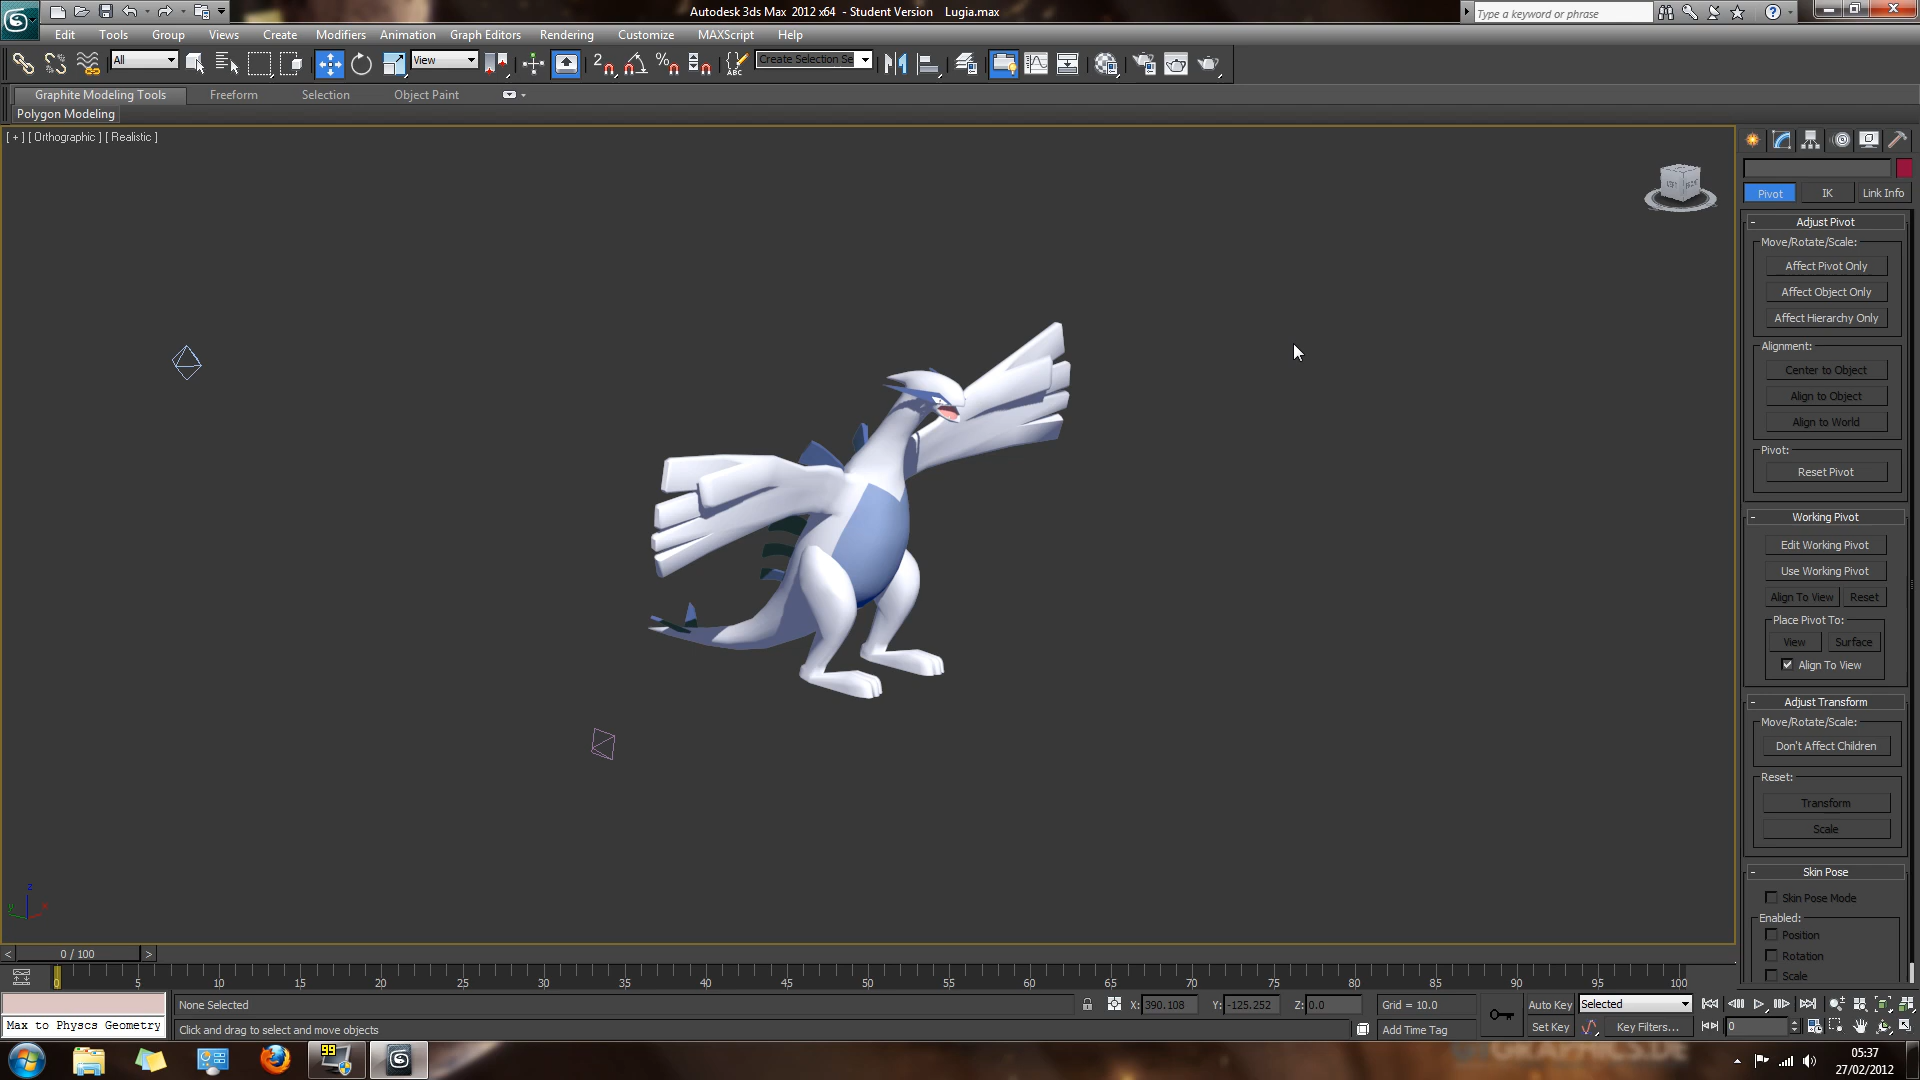 Autodesk 3ds Max 2012 x64 - Student Version Lugia.max
Type a keyword or phrase
Edit Tools Group Views Create Modifiers Animation Graph Editors Rendering Customize MAXScript Help
All View Create Selection Se
Graphite Modeling Tools Freeform Selection Object Paint
Polygon Modeling
[ + ] [ Orthographic ] [ Realistic ]
Pivot IK Link Info
- Adjust Pivot
Move/Rotate/Scale:
Affect Pivot Only
Affect Object Only
Affect Hierarchy Only
Alignment:
Center to Object
Align to Object
Align to World
Pivot:
Reset Pivot
- Working Pivot
Edit Working Pivot
Use Working Pivot
Align To View Reset
Place Pivot To:
View Surface
Align To View
- Adjust Transform
Move/Rotate/Scale:
Don't Affect Children
Reset:
Transform
Scale
- Skin Pose
Skin Pose Mode
Enabled:
Position
Rotation
Scale
z
y x
< 0 / 100 >
0 5 10 15 20 25 30 35 40 45 50 55 60 65 70 75 80 85 90 95 100
None Selected X: 390.108 Y: -125.252 Z: 0.0 Grid = 10.0 Auto Key Selected
Max to Physcs Geometry Click and drag to select and move objects Add Time Tag Set Key Key Filters... 0
99
05:37
27/02/2012